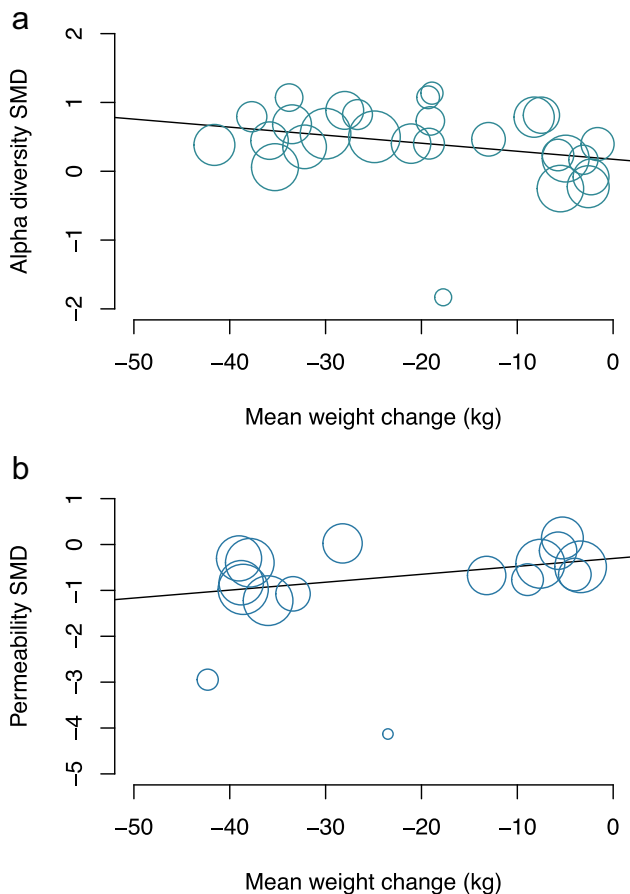 a
Alpha diversity SMD
2
1
0
−1
−2
−50 −40 −30 −20 −10 0
Mean weight change (kg)
b
Permeability SMD
1
0
−1
−2
−3
−4
−5
−50 −40 −30 −20 −10 0
Mean weight change (kg)